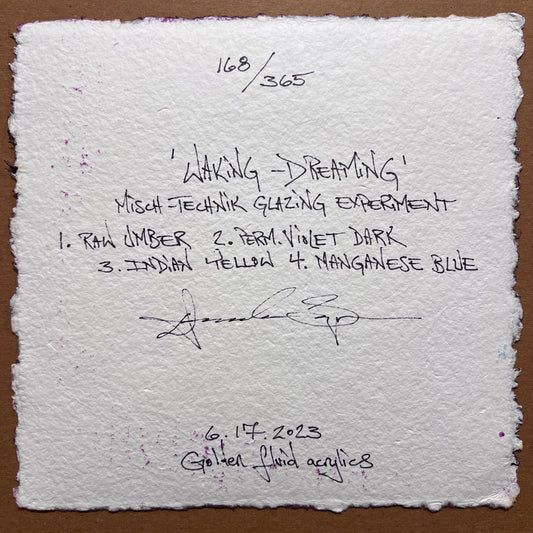 168/365
'WAKING-DREAMING'
MISCH-TECHNIK GLAZING EXPERIMENT
1. RAW UMBER 2. PERM. VIOLET DARK
3. INDIAN YELLOW 4. MANGANESE BLUE
6.17.2023
Golden fluid acrylics